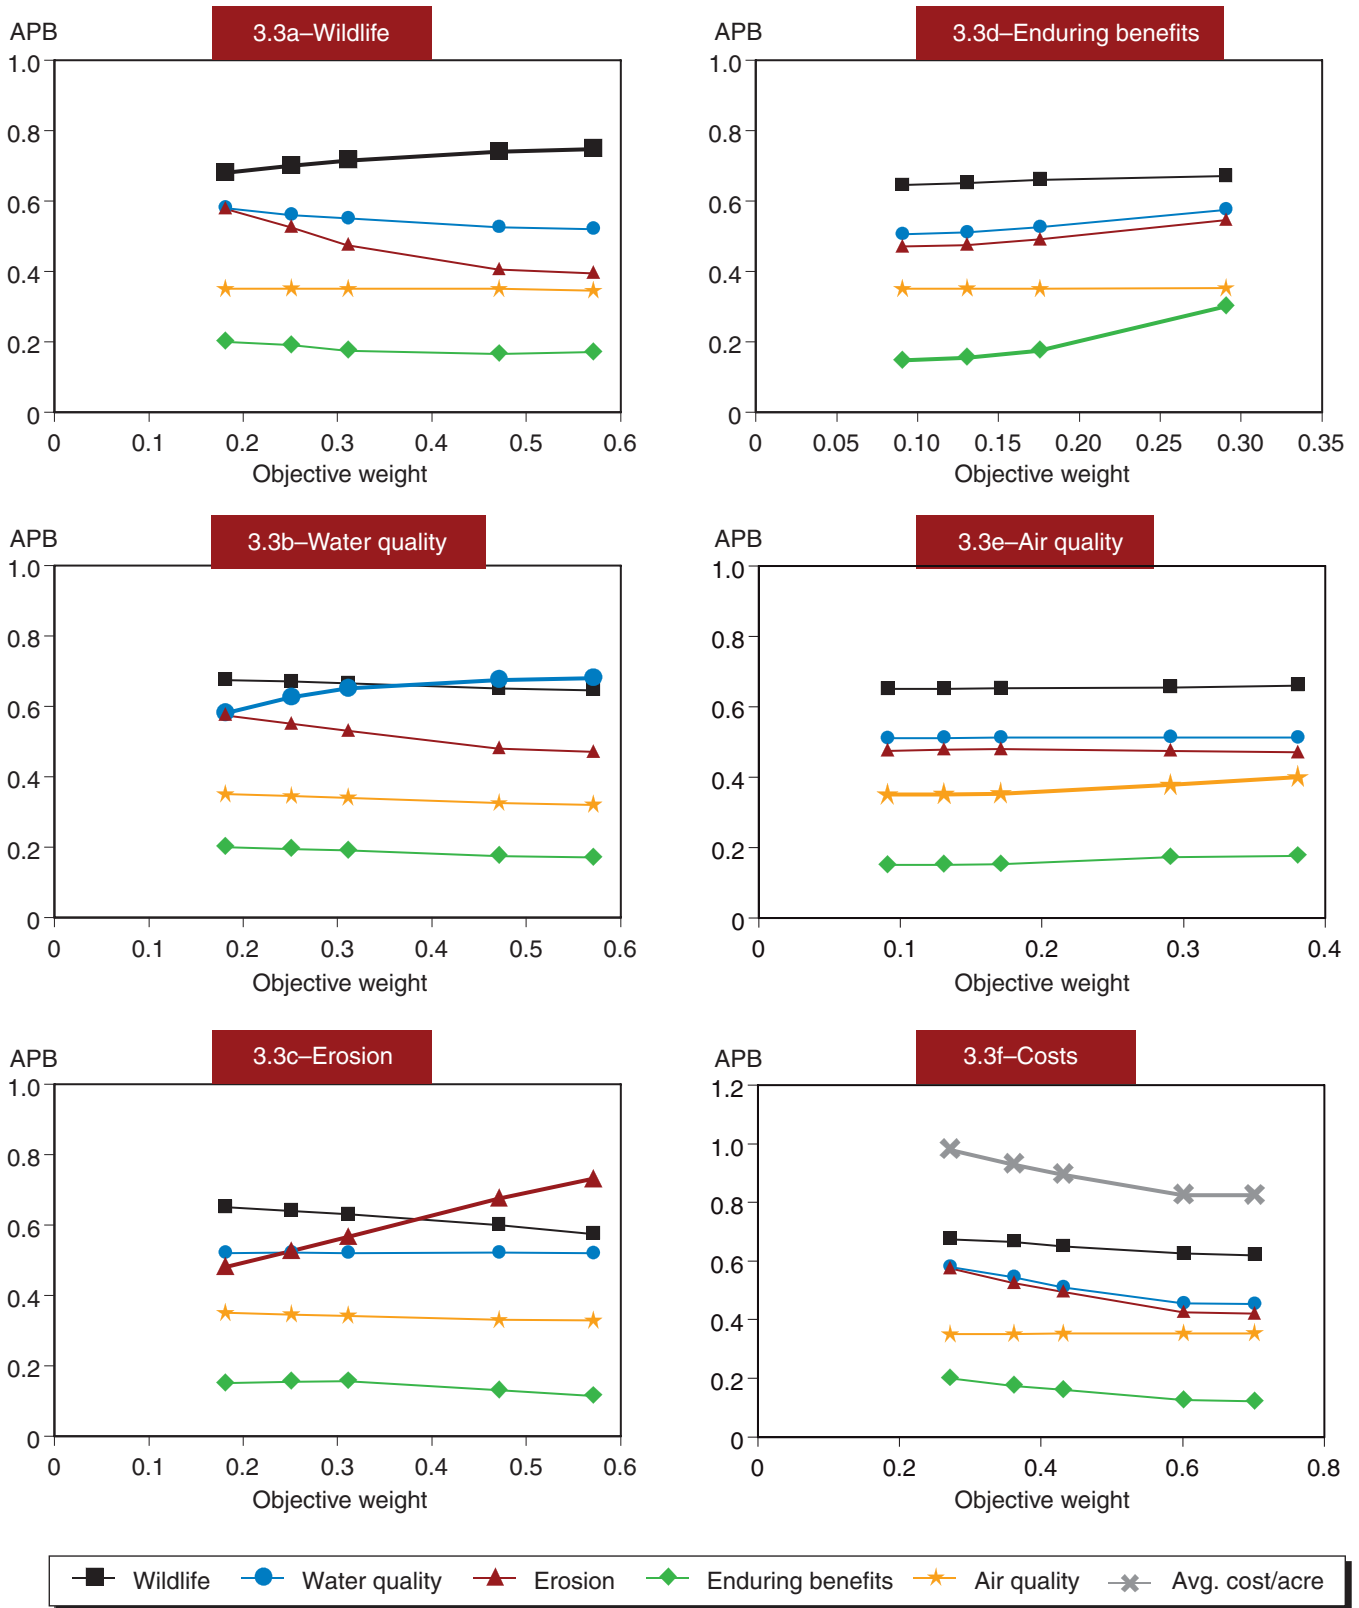 APB
3.3a–Wildlife
1.0
0.8
0.6
0.4
0.2
0
0 0.1 0.2 0.3 0.4 0.5 0.6
Objective weight
APB
3.3d–Enduring benefits
1.0
0.8
0.6
0.4
0.2
0
0 0.05 0.10 0.15 0.20 0.25 0.30 0.35
Objective weight
APB
3.3b–Water quality
1.0
0.8
0.6
0.4
0.2
0
0 0.1 0.2 0.3 0.4 0.5 0.6
Objective weight
APB
3.3e–Air quality
1.0
0.8
0.6
0.4
0.2
0
0 0.1 0.2 0.3 0.4
Objective weight
APB
3.3c–Erosion
1.0
0.8
0.6
0.4
0.2
0
0 0.1 0.2 0.3 0.4 0.5 0.6
Objective weight
APB
3.3f–Costs
1.2
1.0
0.8
0.6
0.4
0.2
0
0 0.2 0.4 0.6 0.8
Objective weight
Wildlife Water quality Erosion Enduring benefits Air quality Avg. cost/acre